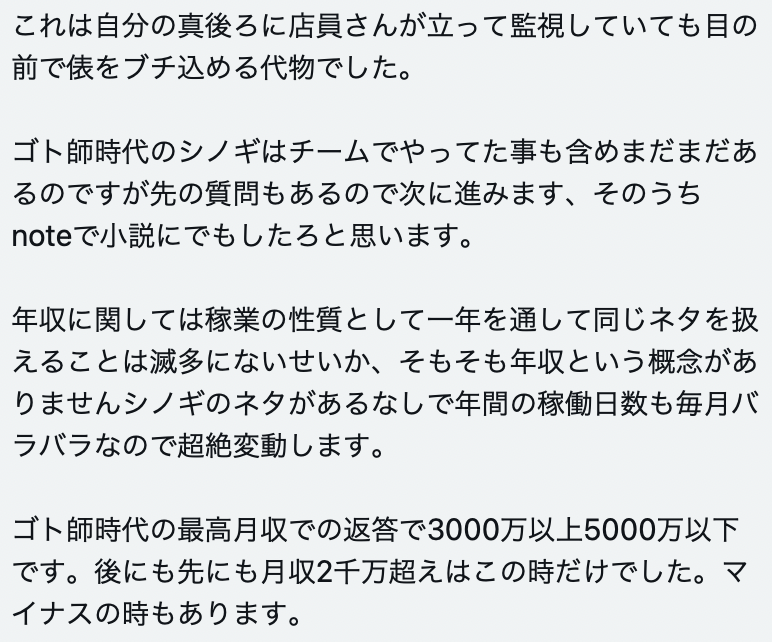 これは自分の真後ろに店員さんが立って監視していても目の
前で俵をブチ込める代物でした。
ゴト師時代のシノギはチームでやってた事も含めまだまだあ
るのですが先の質問もあるので次に進みます、そのうち
noteで小説にでもしたろと思います。
年収に関しては稼業の性質として一年を通して同じネタを扱
えることは滅多にないせいか、そもそも年収という概念があ
りませんシノギのネタがあるなしで年間の稼働日数も毎月バ
ラバラなので超絶変動します。
ゴト師時代の最高月収での返答で3000万以上5000万以下
です。後にも先にも月収2千万超えはこの時だけでした。マ
イナスの時もあります。